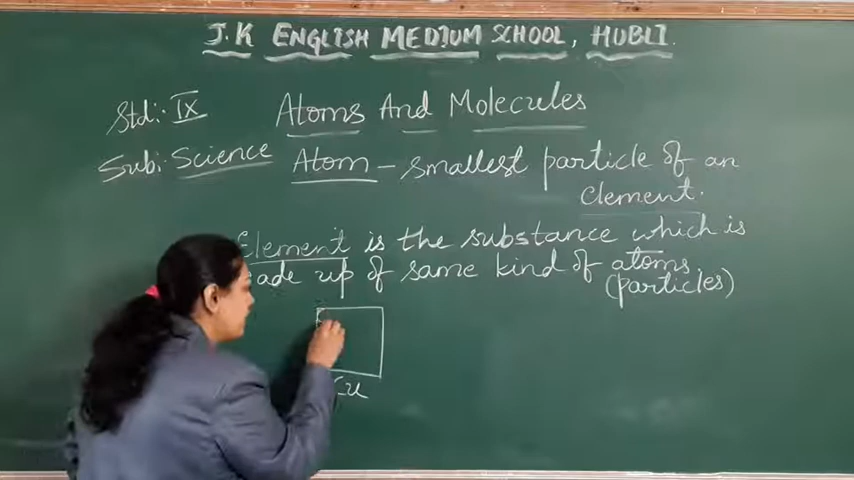 J.K ENGLISH MEDIUM SCHOOL, HUBLI.
Std:- IX Atoms And Molecules
Sub:- Science Atom - Smallest particle of an
element.
Element is the substance which is
made up of same kind of atoms.
(particles)
Cu